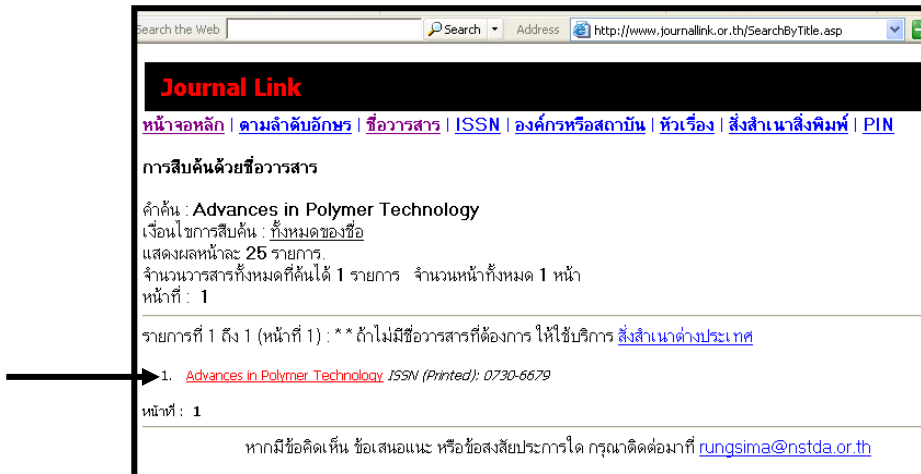 Search the Web Search Address http://www.journallink.or.th/SearchByTitle.asp
Journal Link
หน้าจอหลัก | ตามลำดับอักษร | ชื่อวารสาร | ISSN | องค์กรหรือสถาบัน | หัวเรื่อง | สั่งสำเนาสิ่งพิมพ์ | PIN
การสืบค้นด้วยชื่อวารสาร
คำค้น : Advances in Polymer Technology
เงื่อนไขการสืบค้น : ทั้งหมดของชื่อ
แสดงผลหน้าละ 25 รายการ.
จำนวนวารสารทั้งหมดที่ค้นได้ 1 รายการ จำนวนหน้าทั้งหมด 1 หน้า
หน้าที่ : 1
รายการที่ 1 ถึง 1 (หน้าที่ 1) : * * ถ้าไม่มีชื่อวารสารที่ต้องการ ให้ใช้บริการ สั่งสำเนาต่างประเทศ
1. Advances in Polymer Technology ISSN (Printed): 0730-6679
หน้าที่ : 1
หากมีข้อคิดเห็น ข้อเสนอแนะ หรือข้อสงสัยประการใด กรุณาติดต่อมาที่ rungsima@nstda.or.th